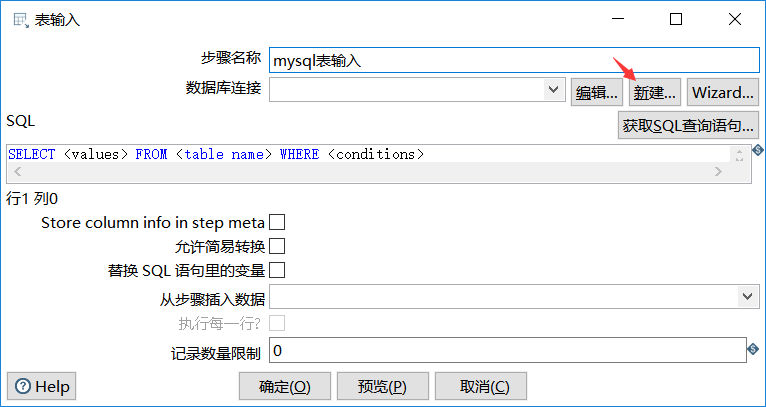 表输入
步骤名称 mysql表输入
数据库连接 编辑... 新建... Wizard...
SQL 获取SQL查询语句...
SELECT <values> FROM <table name> WHERE <conditions>
行1 列0
Store column info in step meta
允许简易转换
替换 SQL 语句里的变量
从步骤插入数据
执行每一行?
记录数量限制 0
Help 确定(O) 预览(P) 取消(C)